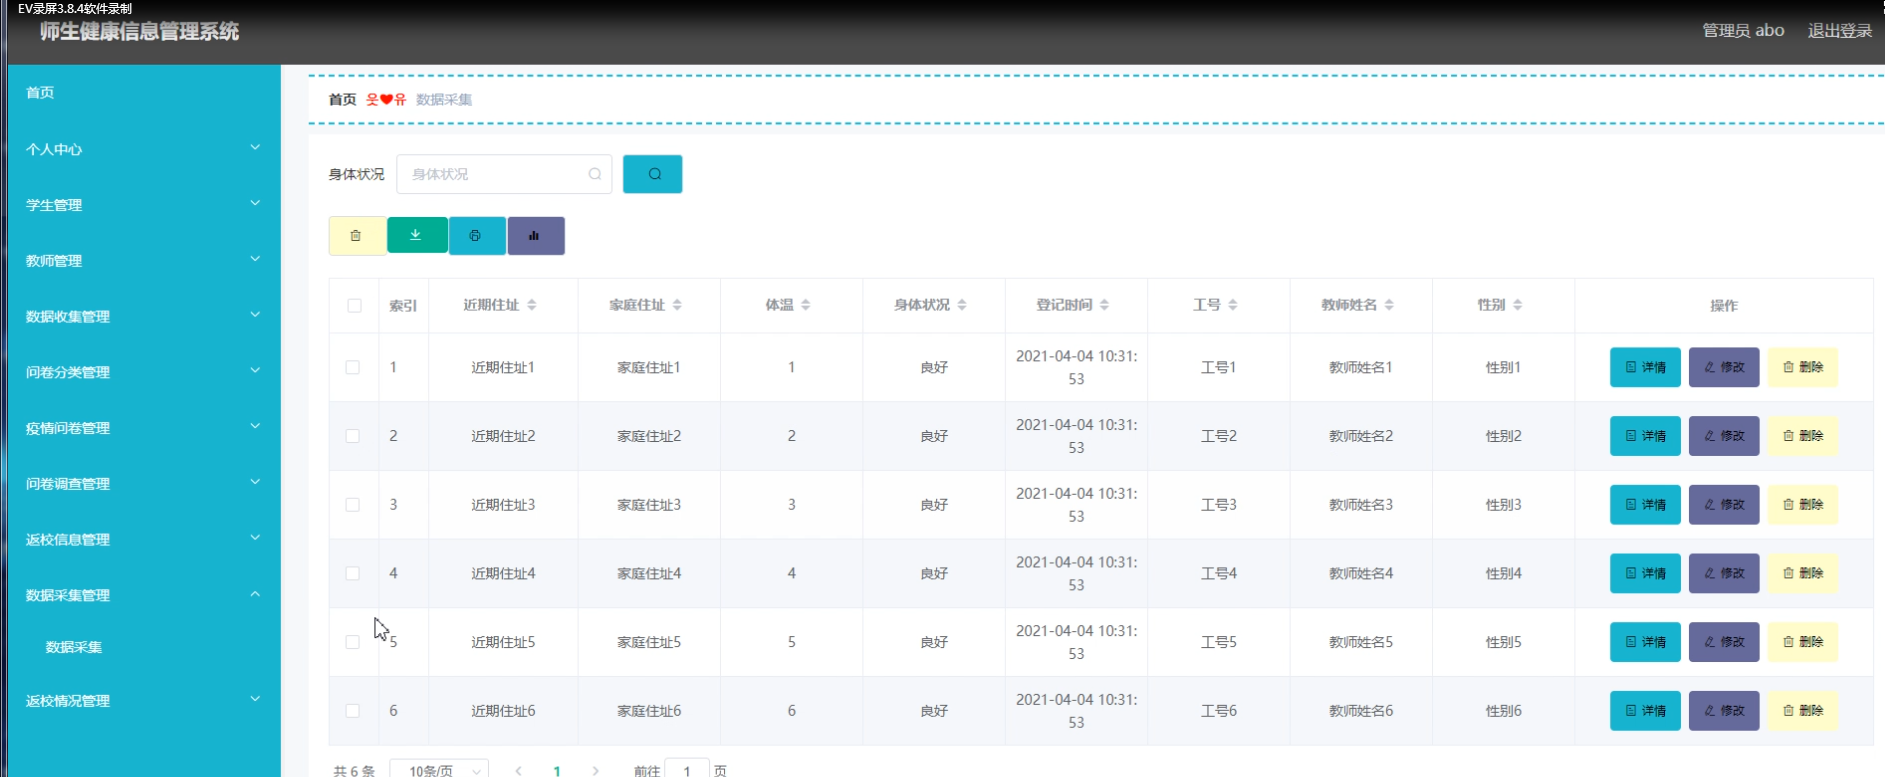 EV录屏3.8.4软件录制
师生健康信息管理系统
管理员 abo 退出登录
首页
个人中心
学生管理
教师管理
数据收集管理
问卷分类管理
疫情问卷管理
问卷调查管理
返校信息管理
数据采集管理
数据采集
返校情况管理
首页 웃❤유 数据采集
身体状况 身体状况
索引 近期住址 家庭住址 体温 身体状况 登记时间 工号 教师姓名 性别 操作
1 近期住址1 家庭住址1 1 良好 2021-04-04 10:31:53 工号1 教师姓名1 性别1 详情 修改 删除
2 近期住址2 家庭住址2 2 良好 2021-04-04 10:31:53 工号2 教师姓名2 性别2 详情 修改 删除
3 近期住址3 家庭住址3 3 良好 2021-04-04 10:31:53 工号3 教师姓名3 性别3 详情 修改 删除
4 近期住址4 家庭住址4 4 良好 2021-04-04 10:31:53 工号4 教师姓名4 性别4 详情 修改 删除
5 近期住址5 家庭住址5 5 良好 2021-04-04 10:31:53 工号5 教师姓名5 性别5 详情 修改 删除
6 近期住址6 家庭住址6 6 良好 2021-04-04 10:31:53 工号6 教师姓名6 性别6 详情 修改 删除
共 6 条 10条/页 1 前往 1 页